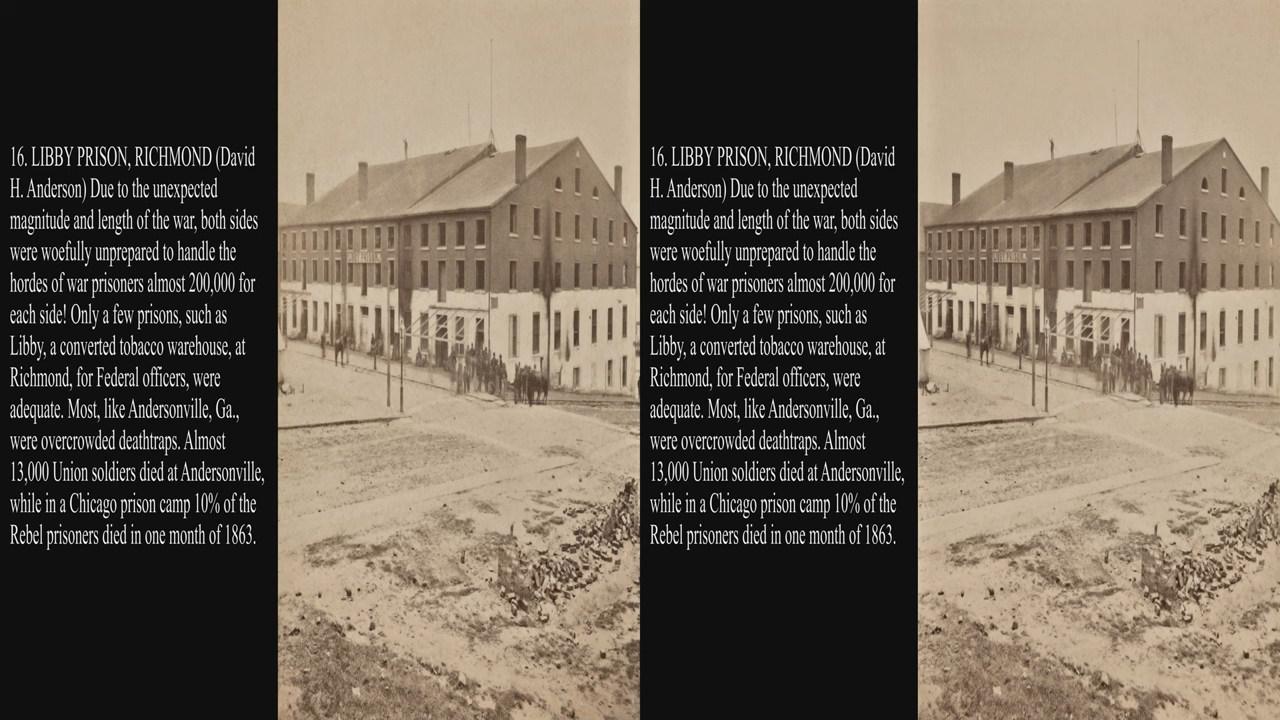 16. LIBBY PRISON, RICHMOND (David
H. Anderson) Due to the unexpected
magnitude and length of the war, both sides
were woefully unprepared to handle the
hordes of war prisoners almost 200,000 for
each side! Only a few prisons, such as
Libby, a converted tobacco warehouse, at
Richmond, for Federal officers, were
adequate. Most, like Andersonville, Ga.,
were overcrowded deathtraps. Almost
13,000 Union soldiers died at Andersonville,
while in a Chicago prison camp 10% of the
Rebel prisoners died in one month of 1863.
16. LIBBY PRISON, RICHMOND (David
H. Anderson) Due to the unexpected
magnitude and length of the war, both sides
were woefully unprepared to handle the
hordes of war prisoners almost 200,000 for
each side! Only a few prisons, such as
Libby, a converted tobacco warehouse, at
Richmond, for Federal officers, were
adequate. Most, like Andersonville, Ga.,
were overcrowded deathtraps. Almost
13,000 Union soldiers died at Andersonville,
while in a Chicago prison camp 10% of the
Rebel prisoners died in one month of 1863.